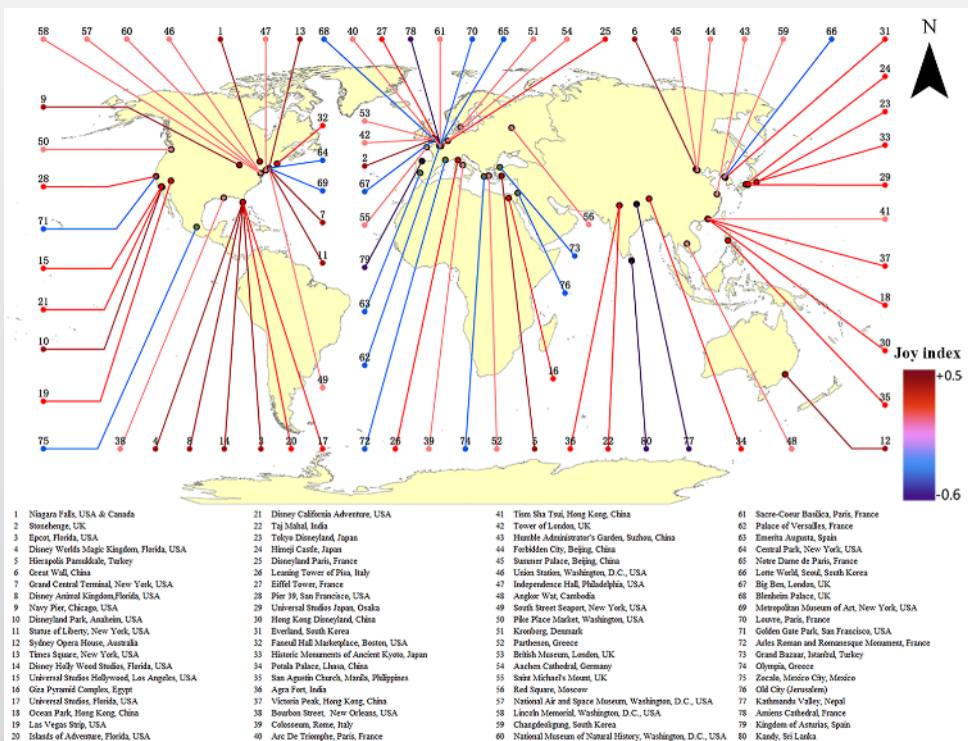 58 57 60 46 1 47 13 68 40 27 78 61 70 65 51 54 25 6 45 44 43 59 66 31
N
24
9 32 53 23
50 42 33
64 2
28 69 67 29
71 7 55 56 41
15 11 79 73 37
21 63 76 18
10 62 30
Joy index
+0.5
19 49 16 35
75 38 4 8 14 3 20 17 72 26 39 74 52 5 36 22 80 77 34 48 12
-0.6
1 Niagara Falls, USA & Canada
2 Stonehenge, UK
3 Epcot, Florida, USA
4 Disney Worlds Magic Kingdom, Florida, USA
5 Hierapolis Pamukkale, Turkey
6 Great Wall, China
7 Grand Central Terminal, New York, USA
8 Disney Animal Kingdom,Florida, USA
9 Navy Pier, Chicago, USA
10 Disneyland Park, Anaheim, USA
11 Statue of Liberty, New York, USA
12 Sydney Opera House, Australia
13 Times Square, New York, USA
14 Disney Holly Wood Studios, Florida, USA
15 Universal Studios Hollywood, Los Angeles, USA
16 Giza Pyramid Complex, Egypt
17 Universal Studios, Florida, USA
18 Ocean Park, Hong Kong, China
19 Las Vegas Strip, USA
20 Islands of Adventure, Florida, USA
21 Disney California Adventure, USA
22 Taj Mahal, India
23 Tokyo Disneyland, Japan
24 Himeji Castle, Japan
25 Disneyland Paris, France
26 Leaning Tower of Pisa, Italy
27 Eiffel Tower, France
28 Pier 39, San Francisco, USA
29 Universal Studios Japan, Osaka
30 Hong Kong Disneyland, China
31 Everland, South Korea
32 Faneuil Hall Marketplace, Boston, USA
33 Historic Monuments of Ancient Kyoto, Japan
34 Potala Palace, Lhasa, China
35 San Agustin Church, Manila, Philippines
36 Agra Fort, India
37 Victoria Peak, Hong Kong, China
38 Bourbon Street, New Orleans, USA
39 Colosseum, Rome, Italy
40 Arc De Triomphe, Paris, France
41 Tism Sha Tsui, Hong Kong, China
42 Tower of London, UK
43 Humble Administrator's Garden, Suzhou, China
44 Forbidden City, Beijing, China
45 Summer Palace, Beijing, China
46 Union Station, Washington, D.C., USA
47 Independence Hall, Philadelphia, USA
48 Angkor Wat, Cambodia
49 South Street Seaport, New York, USA
50 Pike Place Market, Washington, USA
51 Kronberg, Denmark
52 Parthenon, Greece
53 British Museum, London, UK
54 Aachen Cathedral, Germany
55 Saint Michael's Mount, UK
56 Red Square, Moscow
57 National Air and Space Museum, Washington, D.C., USA
58 Lincoln Memorial, Washington, D.C., USA
59 Changdeokgung, South Korea
60 National Museum of Natural History, Washington, D.C., USA
61 Sacre-Coeur Basilica, Paris, France
62 Palace of Versailles, France
63 Emerita Augusta, Spain
64 Central Park, New York, USA
65 Notre Dame de Paris, France
66 Lotte World, Seoul, South Korea
67 Big Ben, London, UK
68 Blenheim Palace, UK
69 Metropolitan Museum of Art, New York, USA
70 Louvre, Paris, France
71 Golden Gate Park, San Francisco, USA
72 Arles Roman and Romanesque Monument, France
73 Grand Bazaar, Istanbul, Turkey
74 Olympia, Greece
75 Zocalo, Mexico City, Mexico
76 Old City (Jerusalem)
77 Kathmandu Valley, Nepal
78 Amiens Cathedral, France
79 Kingdom of Asturias, Spain
80 Kandy, Sri Lanka